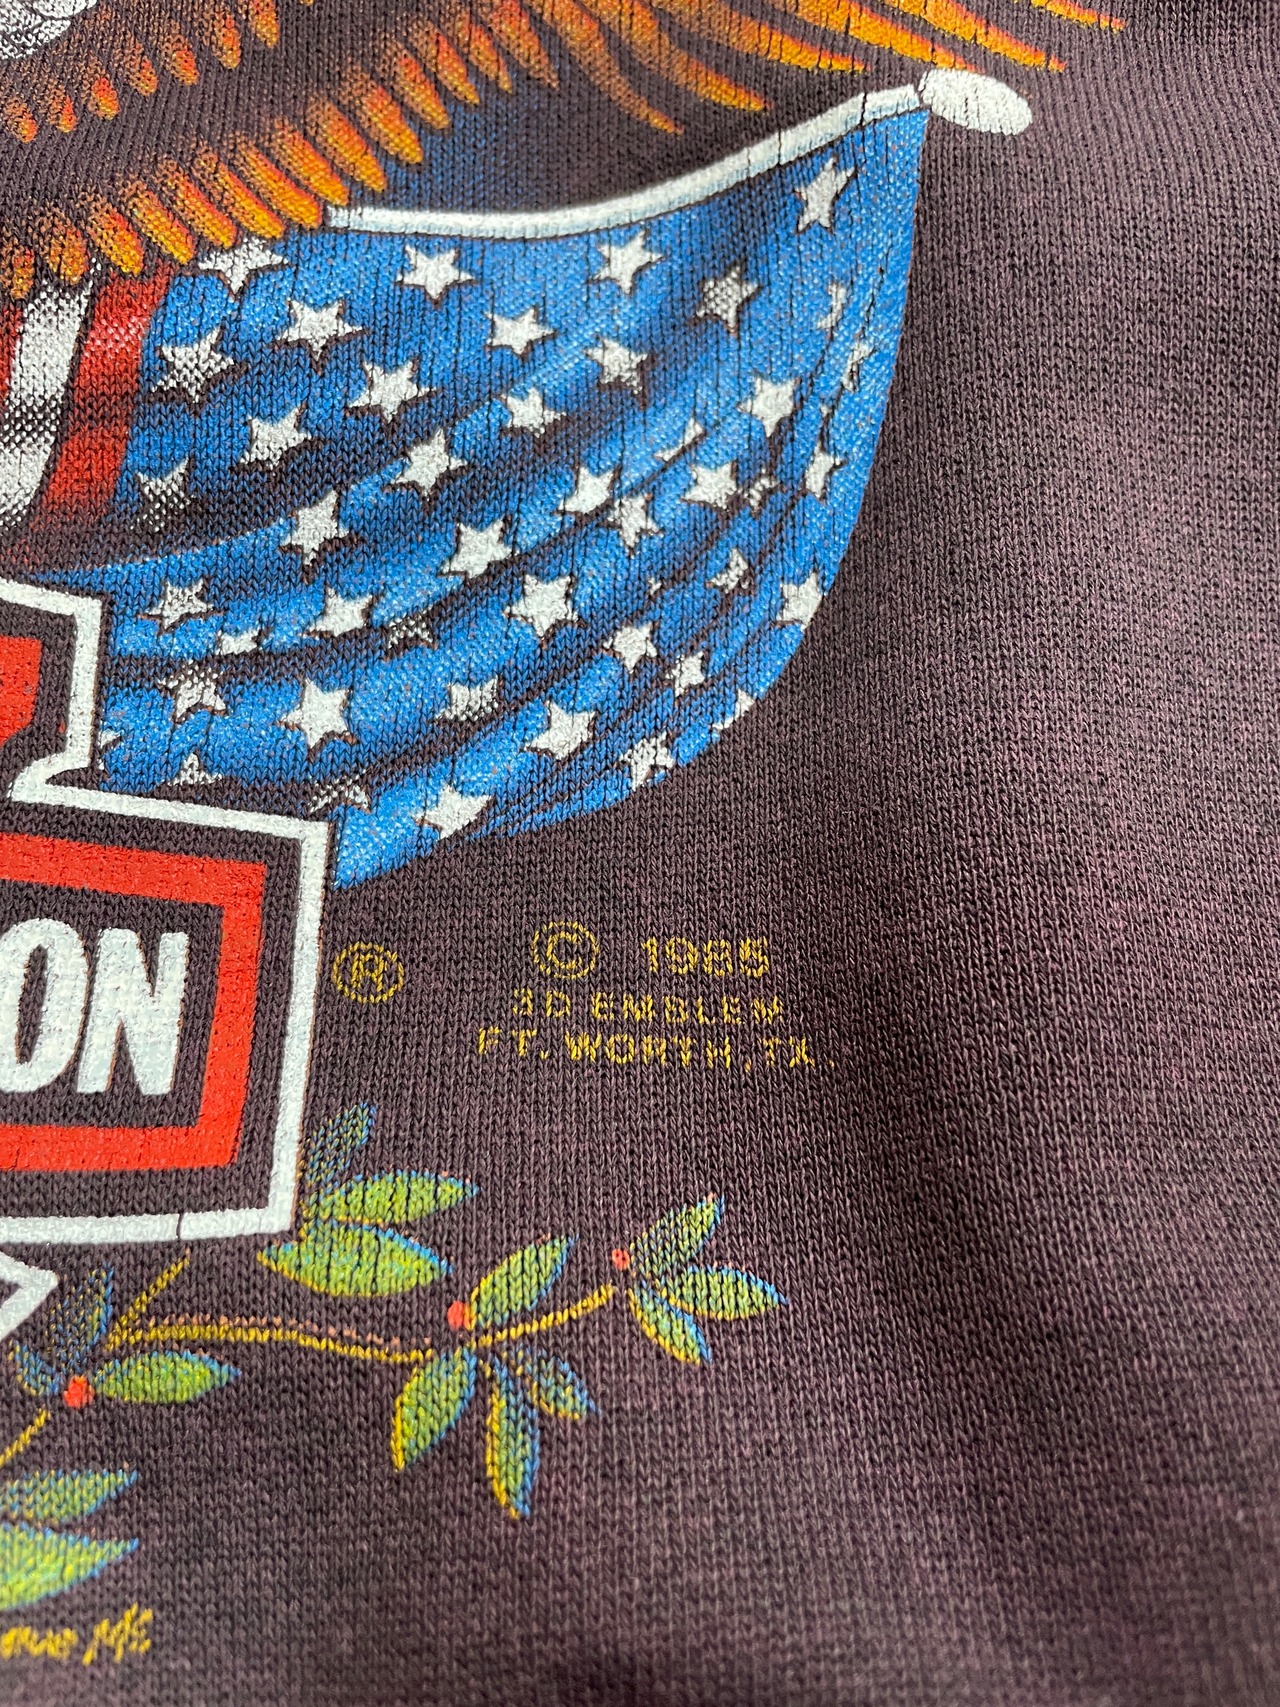 ON
®
© 1985
3D EMBLEM
FT. WORTH, TX.